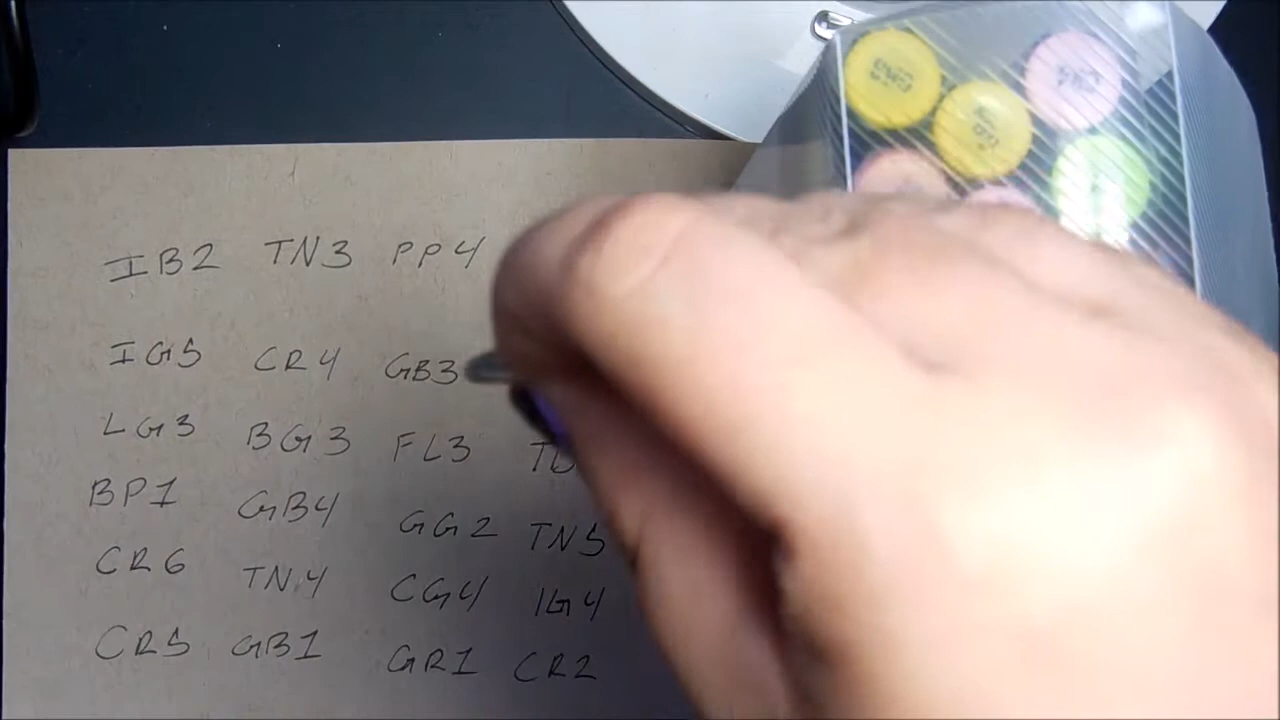 IB2 TN3 PP4
IG5 CR4 GB3
LG3 BG3 FL3
BP1 GB4 GG2 TN5
CR6 TN4 CG4 IG4
CR5 GB1 GR1 CR2